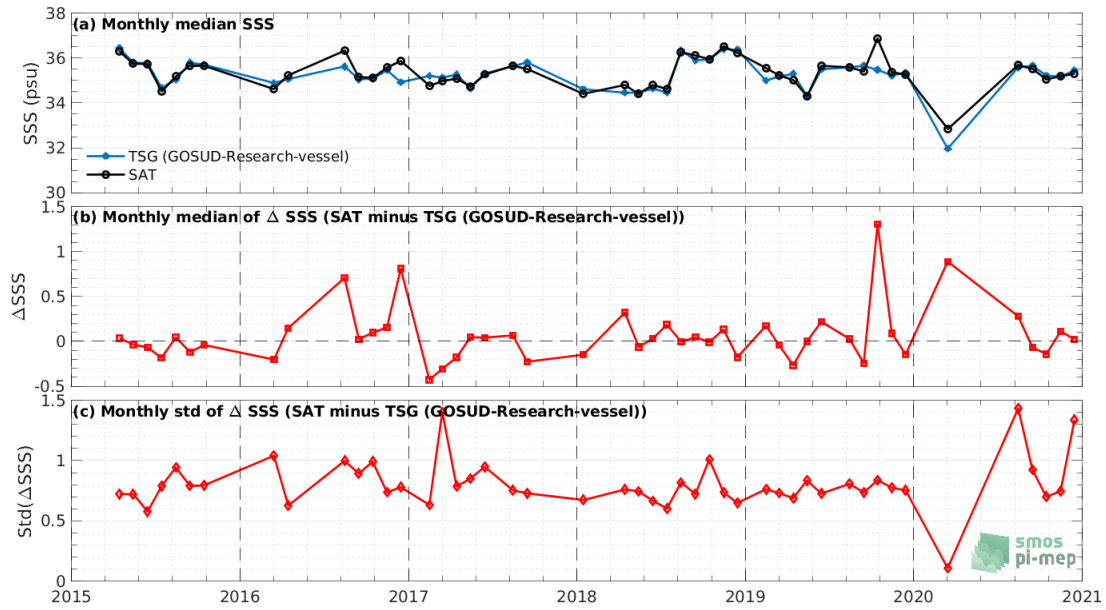 (a) Monthly median SSS
38
36
34
32
30
SSS (psu)
TSG (GOSUD-Research-vessel)
SAT
(b) Monthly median of Δ SSS (SAT minus TSG (GOSUD-Research-vessel))
1.5
1
0.5
0
-0.5
ΔSSS
(c) Monthly std of Δ SSS (SAT minus TSG (GOSUD-Research-vessel))
1.5
1
0.5
0
Std(ΔSSS)
smos
pi-mep
2015
2016
2017
2018
2019
2020
2021